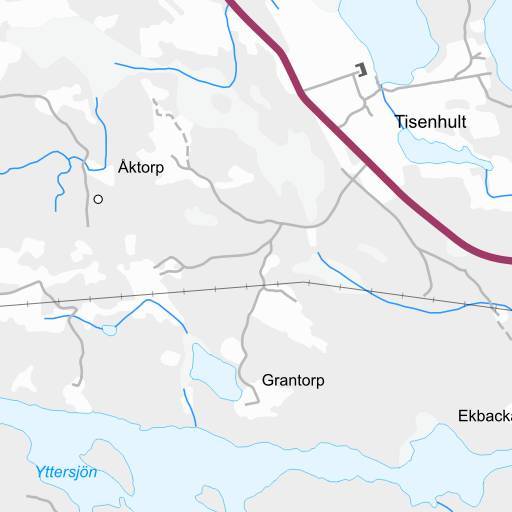 Tisenhult
Åktorp
Grantorp
Ekbacka
Yttersjön